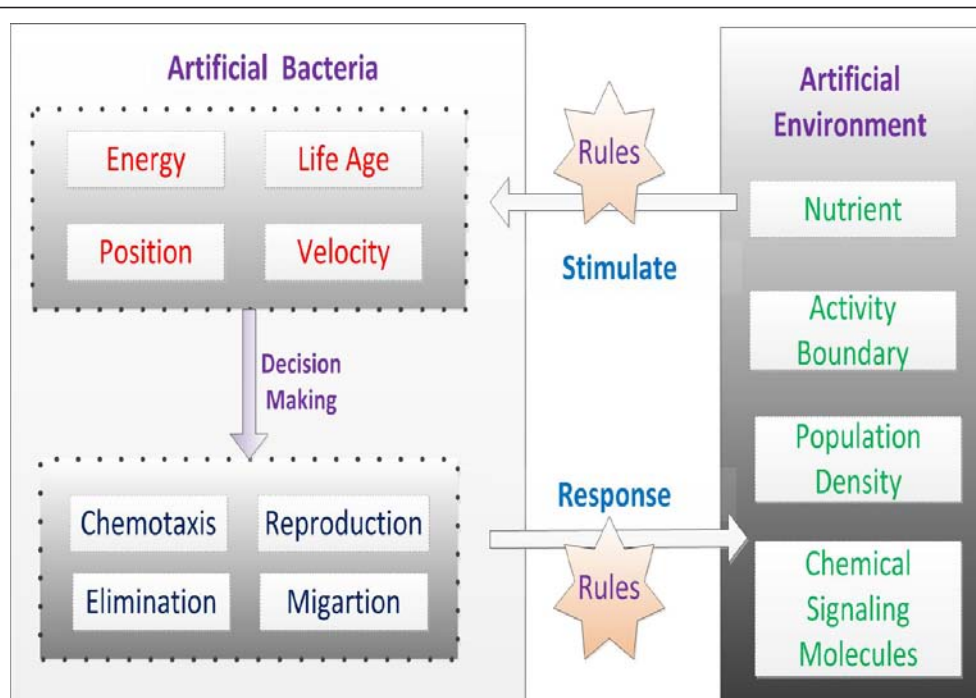 Artificial Bacteria
Energy
Life Age
Position
Velocity
Decision
Making
Chemotaxis
Reproduction
Elimination
Migartion
Rules
Stimulate
Response
Rules
Artificial
Environment
Nutrient
Activity
Boundary
Population
Density
Chemical
Signaling
Molecules